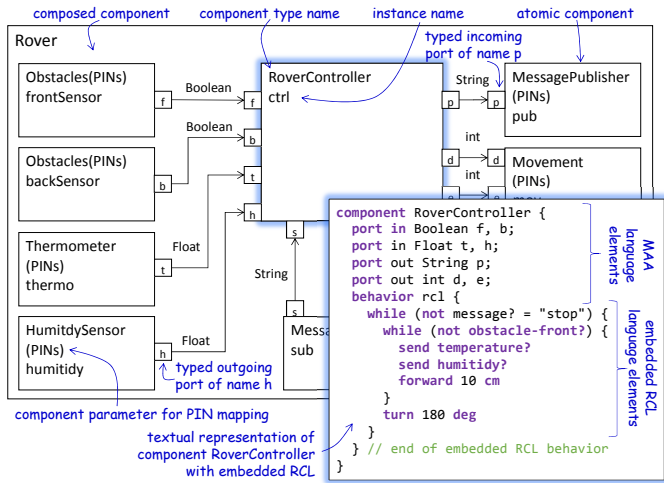 composed component
component type name
instance name
atomic component
Rover
typed incoming
port of name p
Obstacles(PINs)
frontSensor
f
Boolean
f
RoverController
ctrl
p
String
p
MessagePublisher
(PINs)
pub
Boolean
b
int
d
d
Obstacles(PINs)
backSensor
b
t
int
Movement
(PINs)
h
s
Thermometer
(PINs)
thermo
t
Float
String
s
HumitdySensor
(PINs)
humitidy
h
Float
Messa
sub
typed outgoing
port of name h
component parameter for PIN mapping
textual representation of
component RoverController
with embedded RCL
component RoverController {
port in Boolean f, b;
port in Float t, h;
port out String p;
port out int d, e;
behavior rcl {
while (not message? = "stop") {
while (not obstacle-front?) {
send temperature?
send humidity?
forward 10 cm
}
turn 180 deg
}
} // end of embedded RCL behavior
}
MAA
language
elements
embedded RCL
language elements